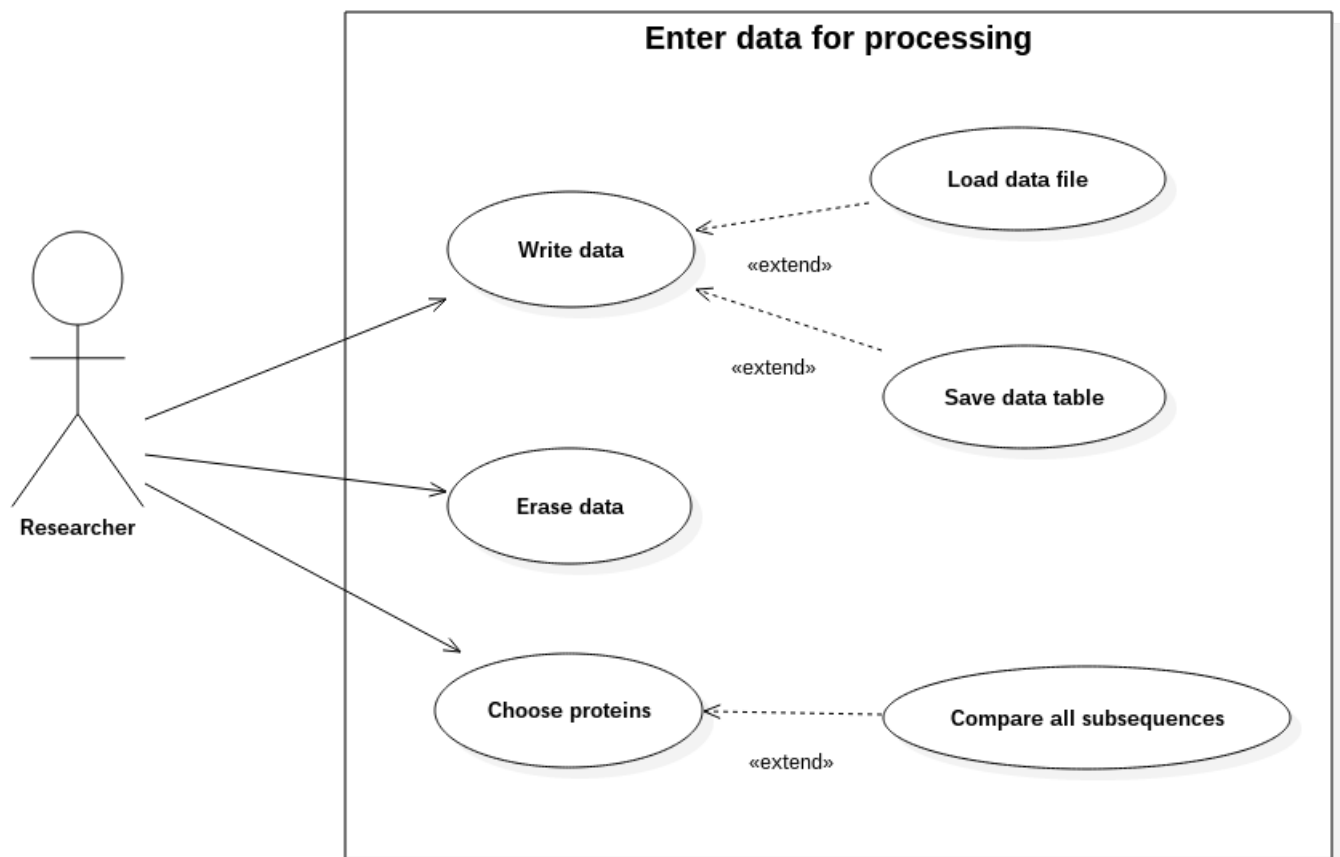 Enter data for processing
Load data file
Write data
«extend»
«extend»
Save data table
Erase data
Researcher
Choose proteins
Compare all subsequences
«extend»